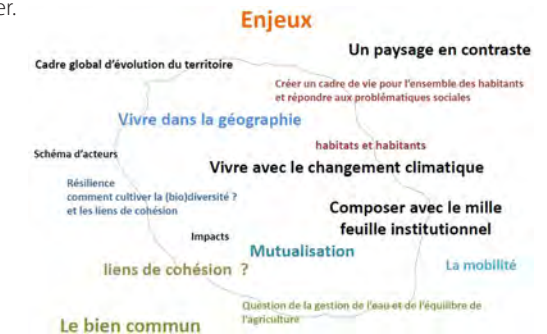 er.
Enjeux
Un paysage en contraste
Cadre global d'évolution du territoire
Créer un cadre de vie pour l'ensemble des habitants
et répondre aux problématiques sociales
Vivre dans la géographie
habitats et habitants
Schéma d'acteurs
Vivre avec le changement climatique
Résilience
comment cultiver la (bio)diversité ?
et les liens de cohésion
Composer avec le mille
feuille institutionnel
Impacts
Mutualisation
La mobilité
liens de cohésion ?
Question de la gestion de l'eau et de l'équilibre de
l'agriculture
Le bien commun